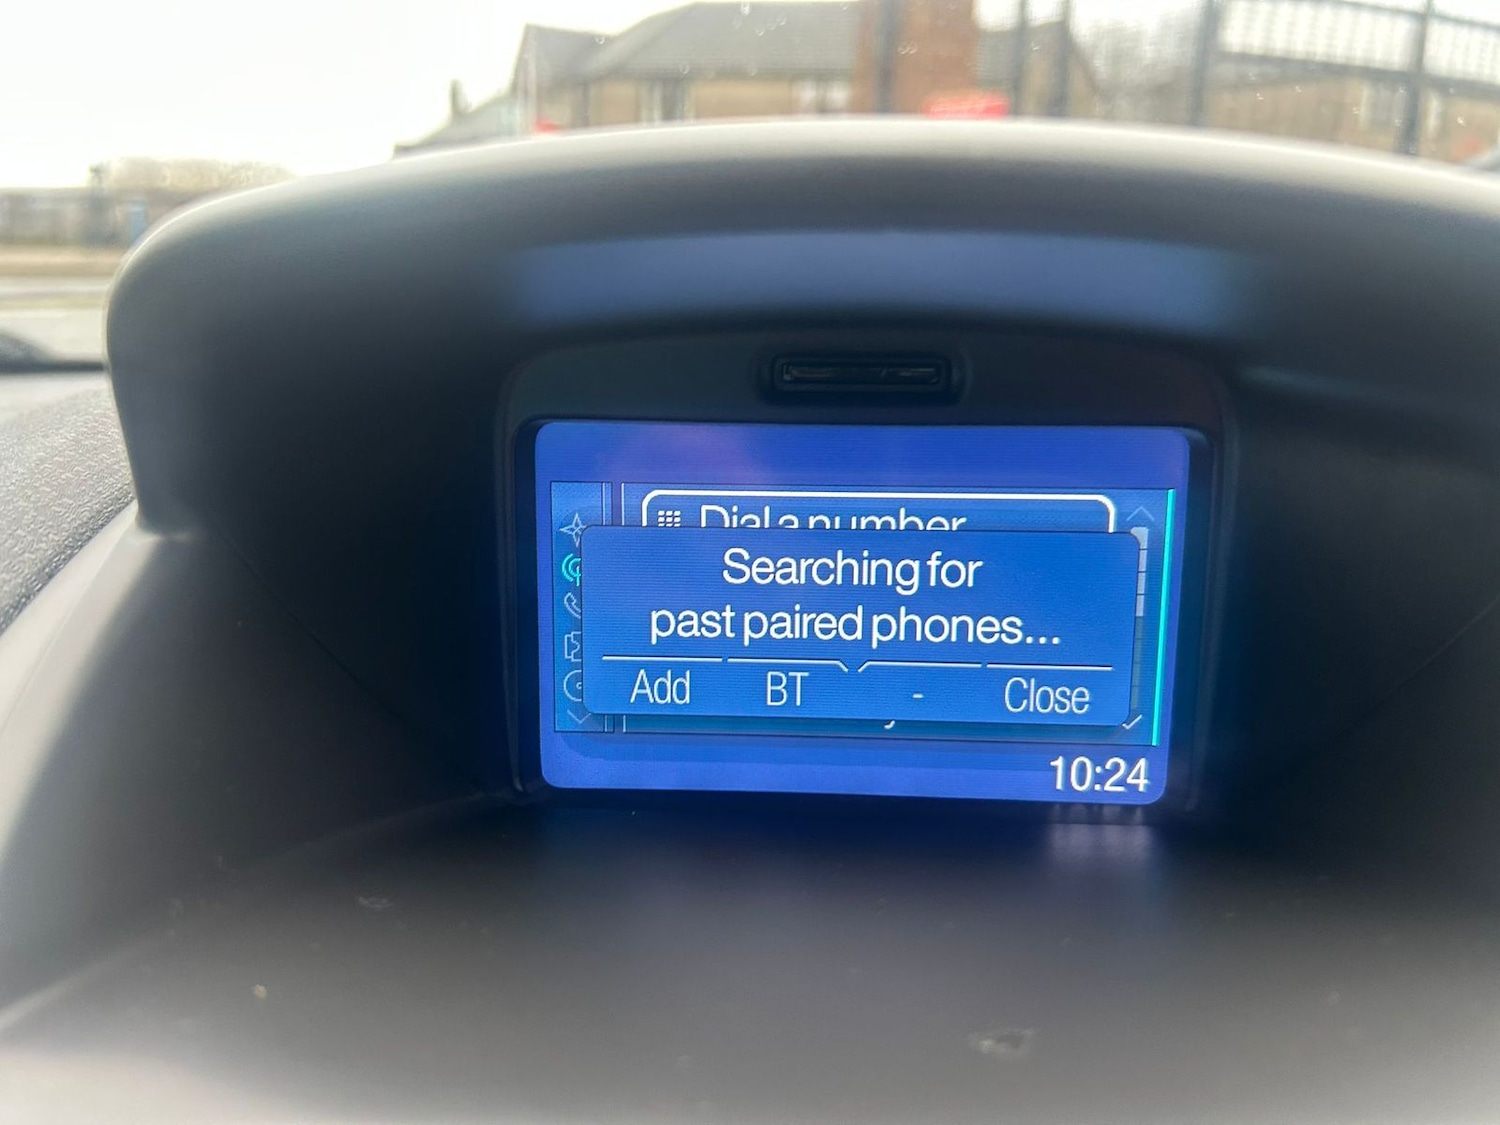 Dial a number
Searching for
past paired phones...
Add BT - Close
10:24